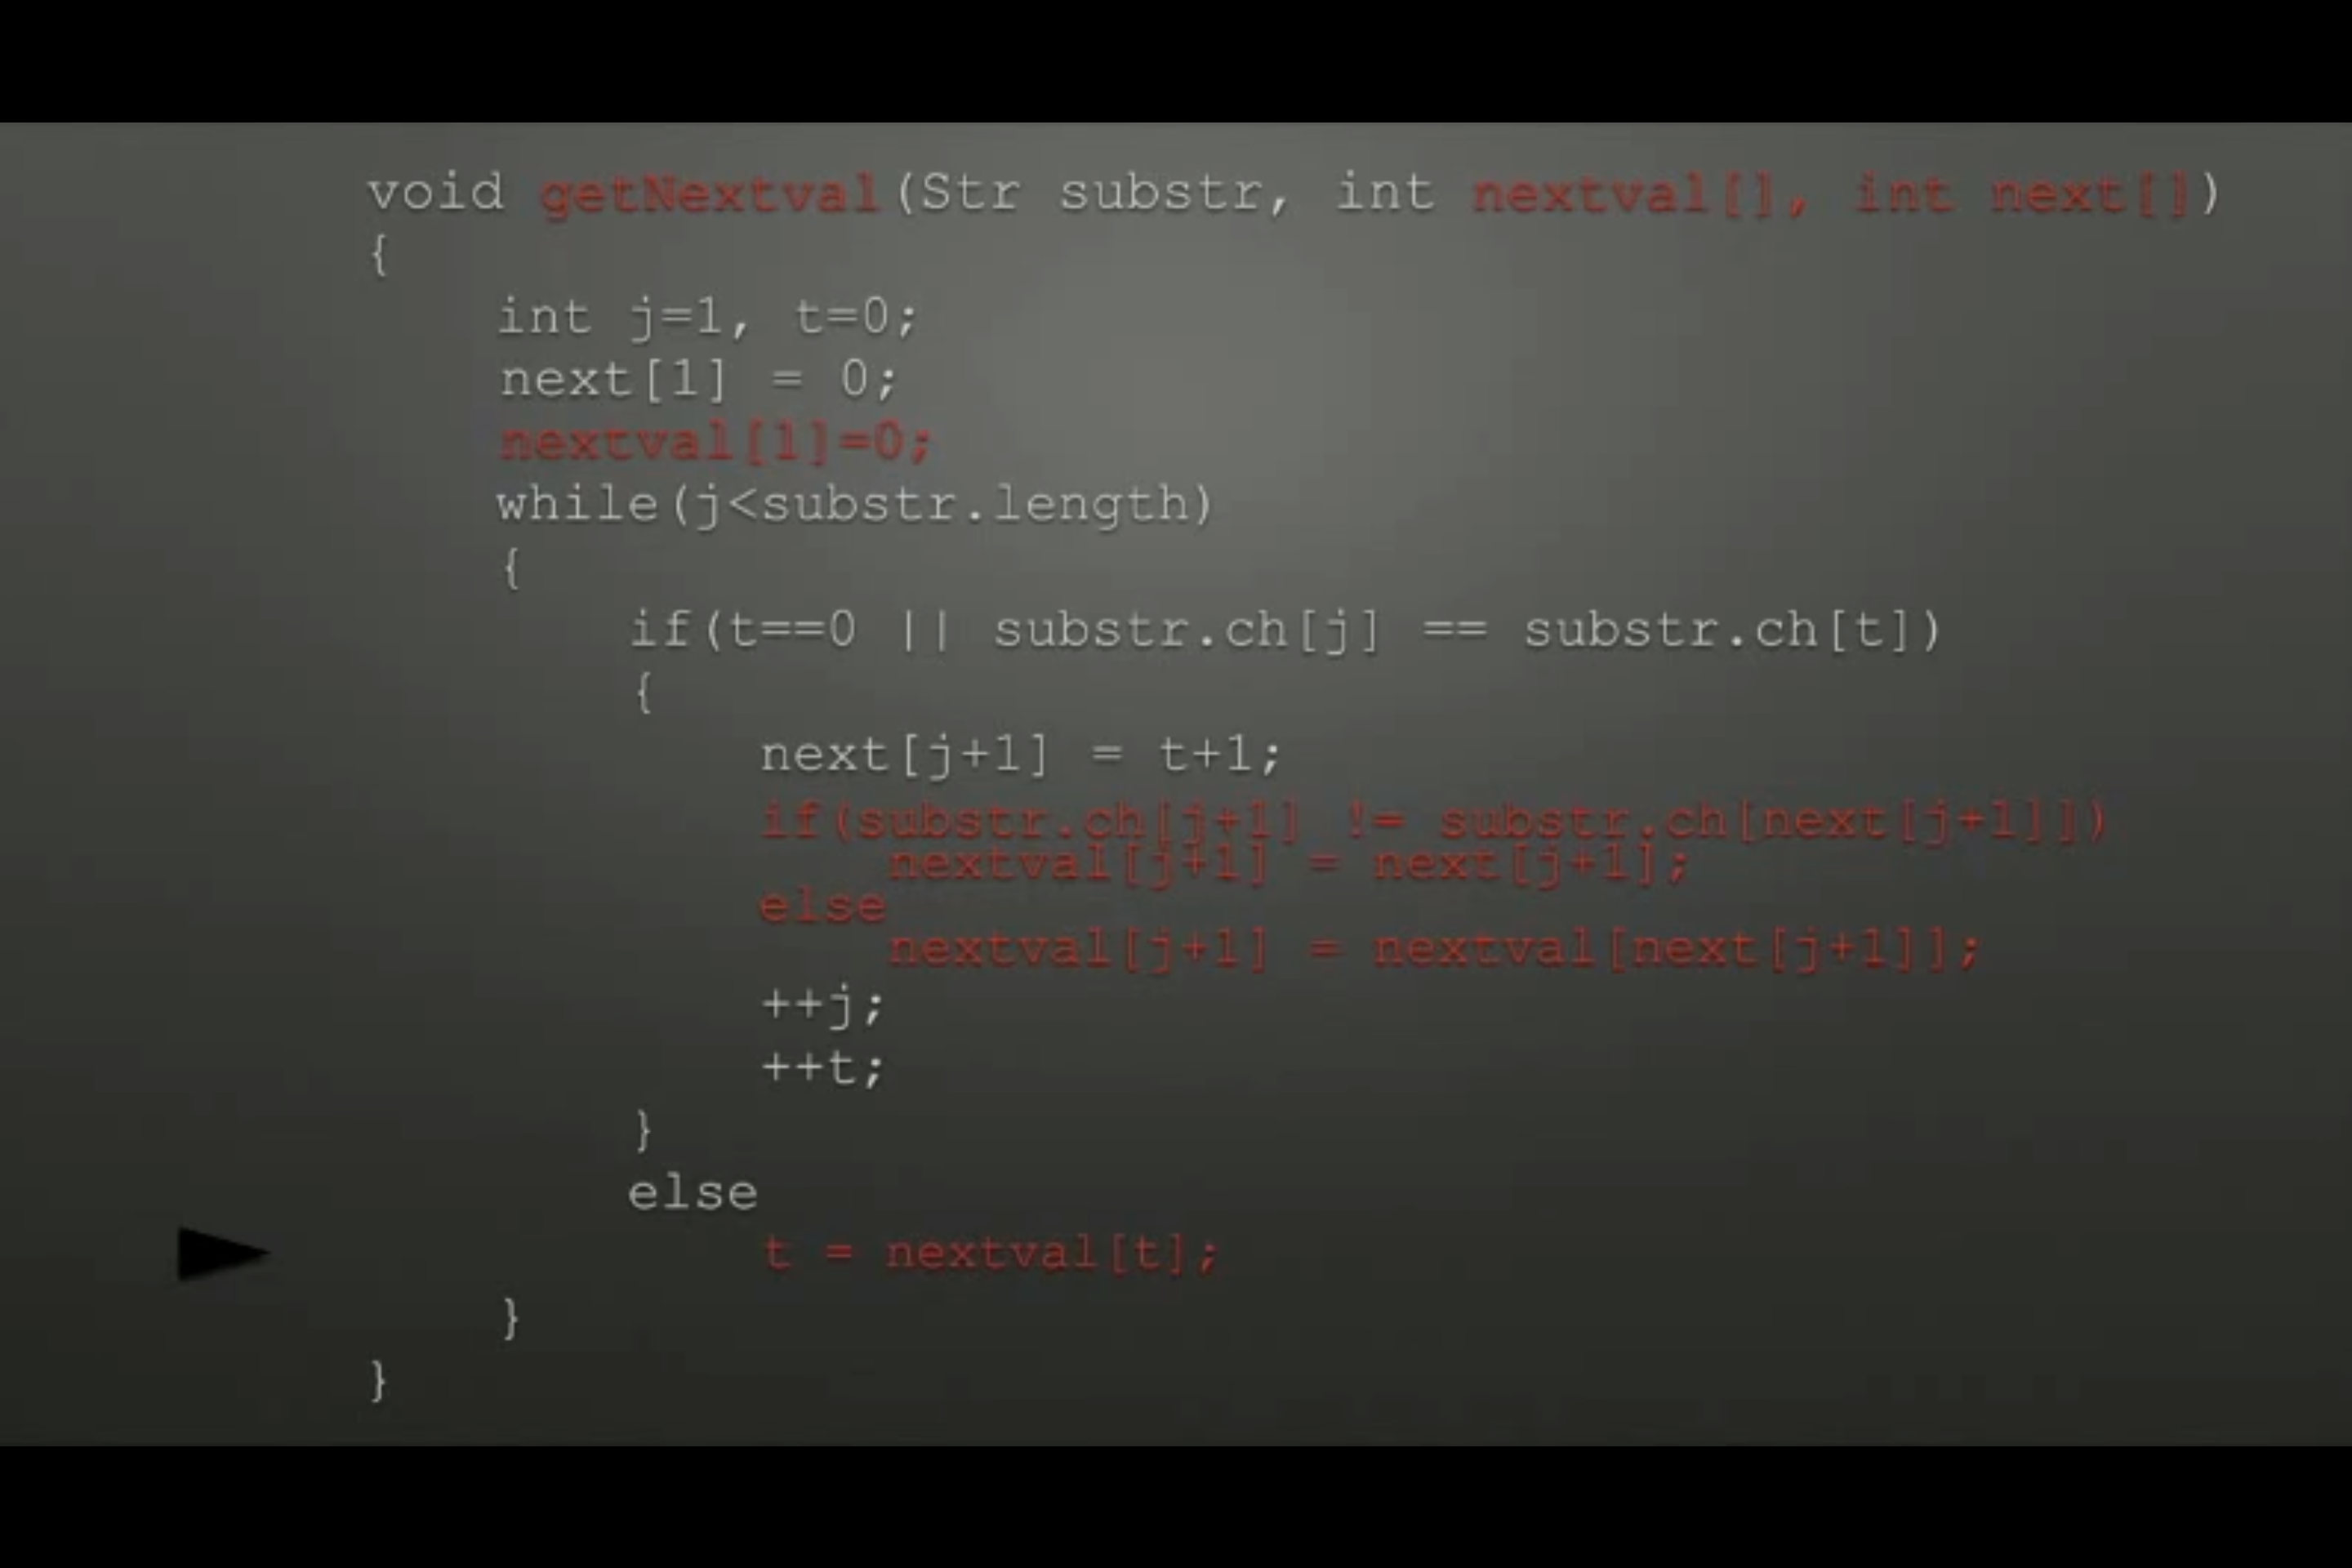 void getNextval(Str substr, int nextval[], int next[])
{
int j=1, t=0;
next[1] = 0;
nextval[1]=0;
while(j<substr.length)
{
if(t==0 || substr.ch[j] == substr.ch[t])
{
next[j+1] = t+1;
if(substr.ch[j+1] != substr.ch[next[j+1]])
nextval[j+1] = next[j+1];
else
nextval[j+1] = nextval[next[j+1]];
++j;
++t;
}
else
t = nextval[t];
}
}